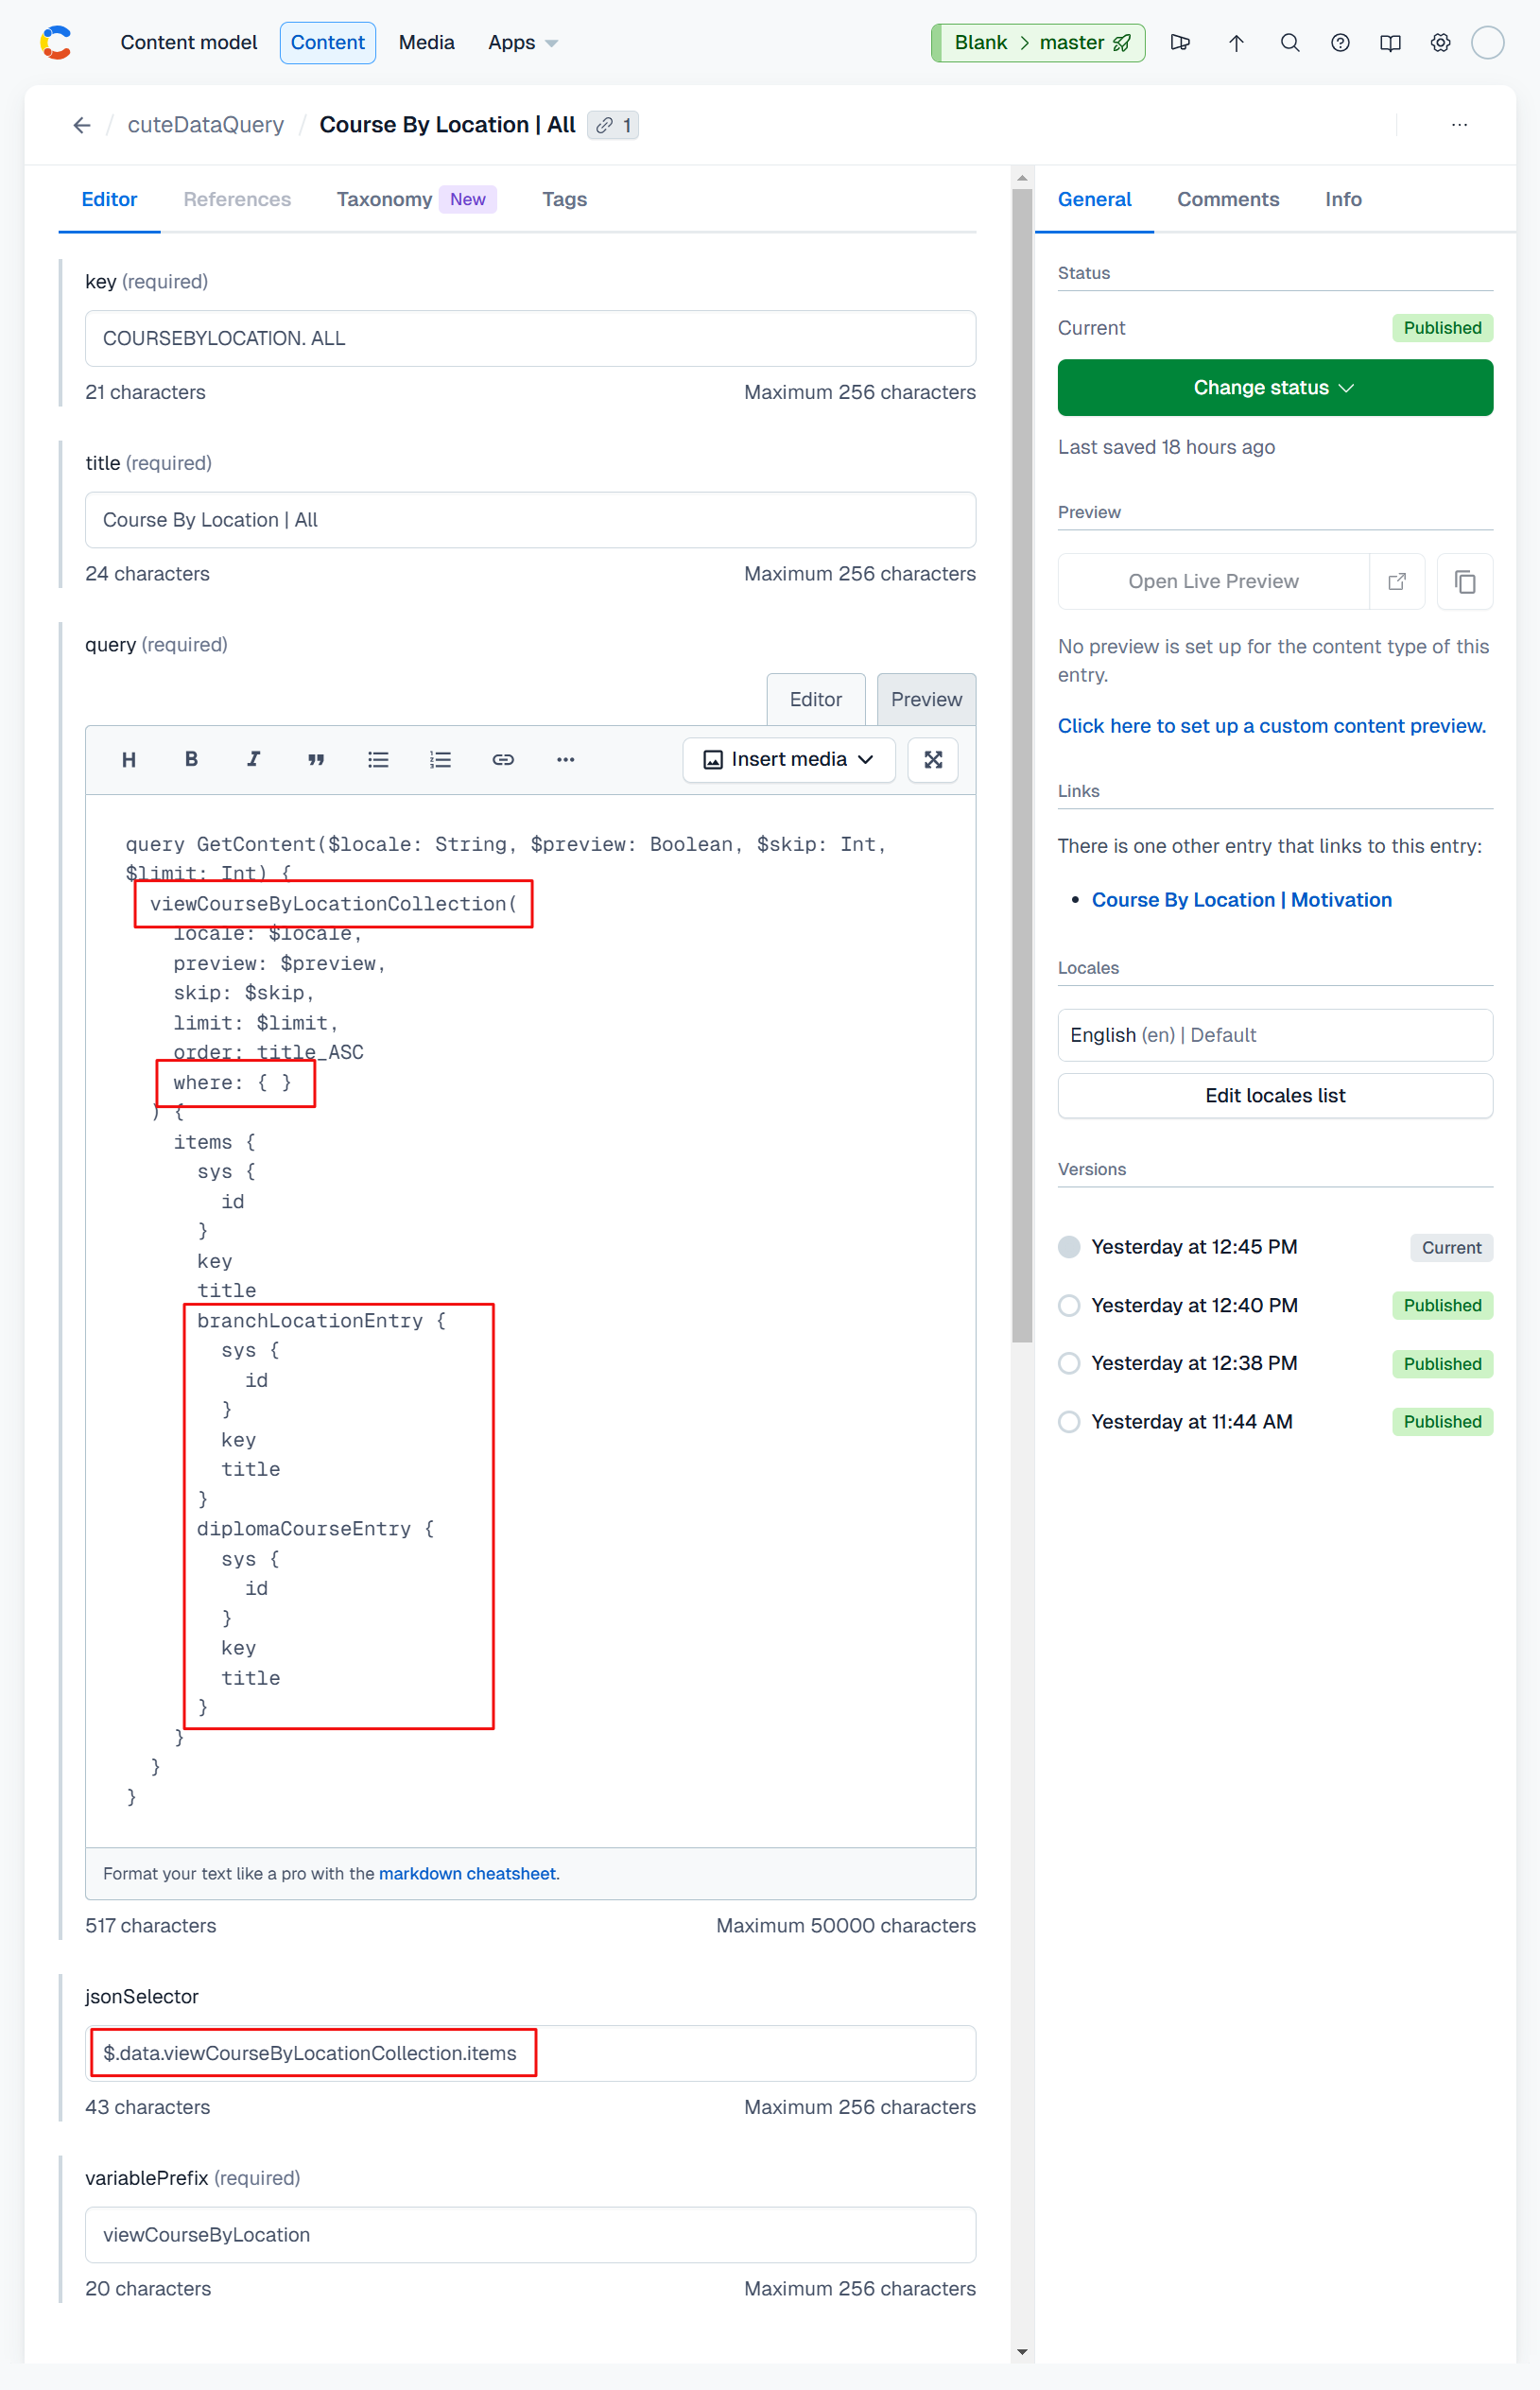 Content model
Content
Media
Apps
Blank > master
cuteDataQuery / Course By Location | All
1
Editor
References
Taxonomy New
Tags
key (required)
COURSEBYLOCATION. ALL
21 characters
Maximum 256 characters
title (required)
Course By Location | All
24 characters
Maximum 256 characters
query (required)
Editor
Preview
H
B
I
Insert media
query GetContent($locale: String, $preview: Boolean, $skip: Int,
$limit: Int) {
viewCourseByLocationCollection(
locale: $locale,
preview: $preview,
skip: $skip,
limit: $limit,
order: title_ASC
where: { }
) {
items {
sys {
id
}
key
title
branchLocationEntry {
sys {
id
}
key
title
}
diplomaCourseEntry {
sys {
id
}
key
title
}
}
}
}
Format your text like a pro with the markdown cheatsheet.
517 characters
Maximum 50000 characters
jsonSelector
$.data.viewCourseByLocationCollection.items
43 characters
Maximum 256 characters
variablePrefix (required)
viewCourseByLocation
20 characters
Maximum 256 characters
General
Comments
Info
Status
Current
Published
Change status
Last saved 18 hours ago
Preview
Open Live Preview
No preview is set up for the content type of this
entry.
Click here to set up a custom content preview.
Links
There is one other entry that links to this entry:
Course By Location | Motivation
Locales
English (en) | Default
Edit locales list
Versions
Yesterday at 12:45 PM
Current
Yesterday at 12:40 PM
Published
Yesterday at 12:38 PM
Published
Yesterday at 11:44 AM
Published